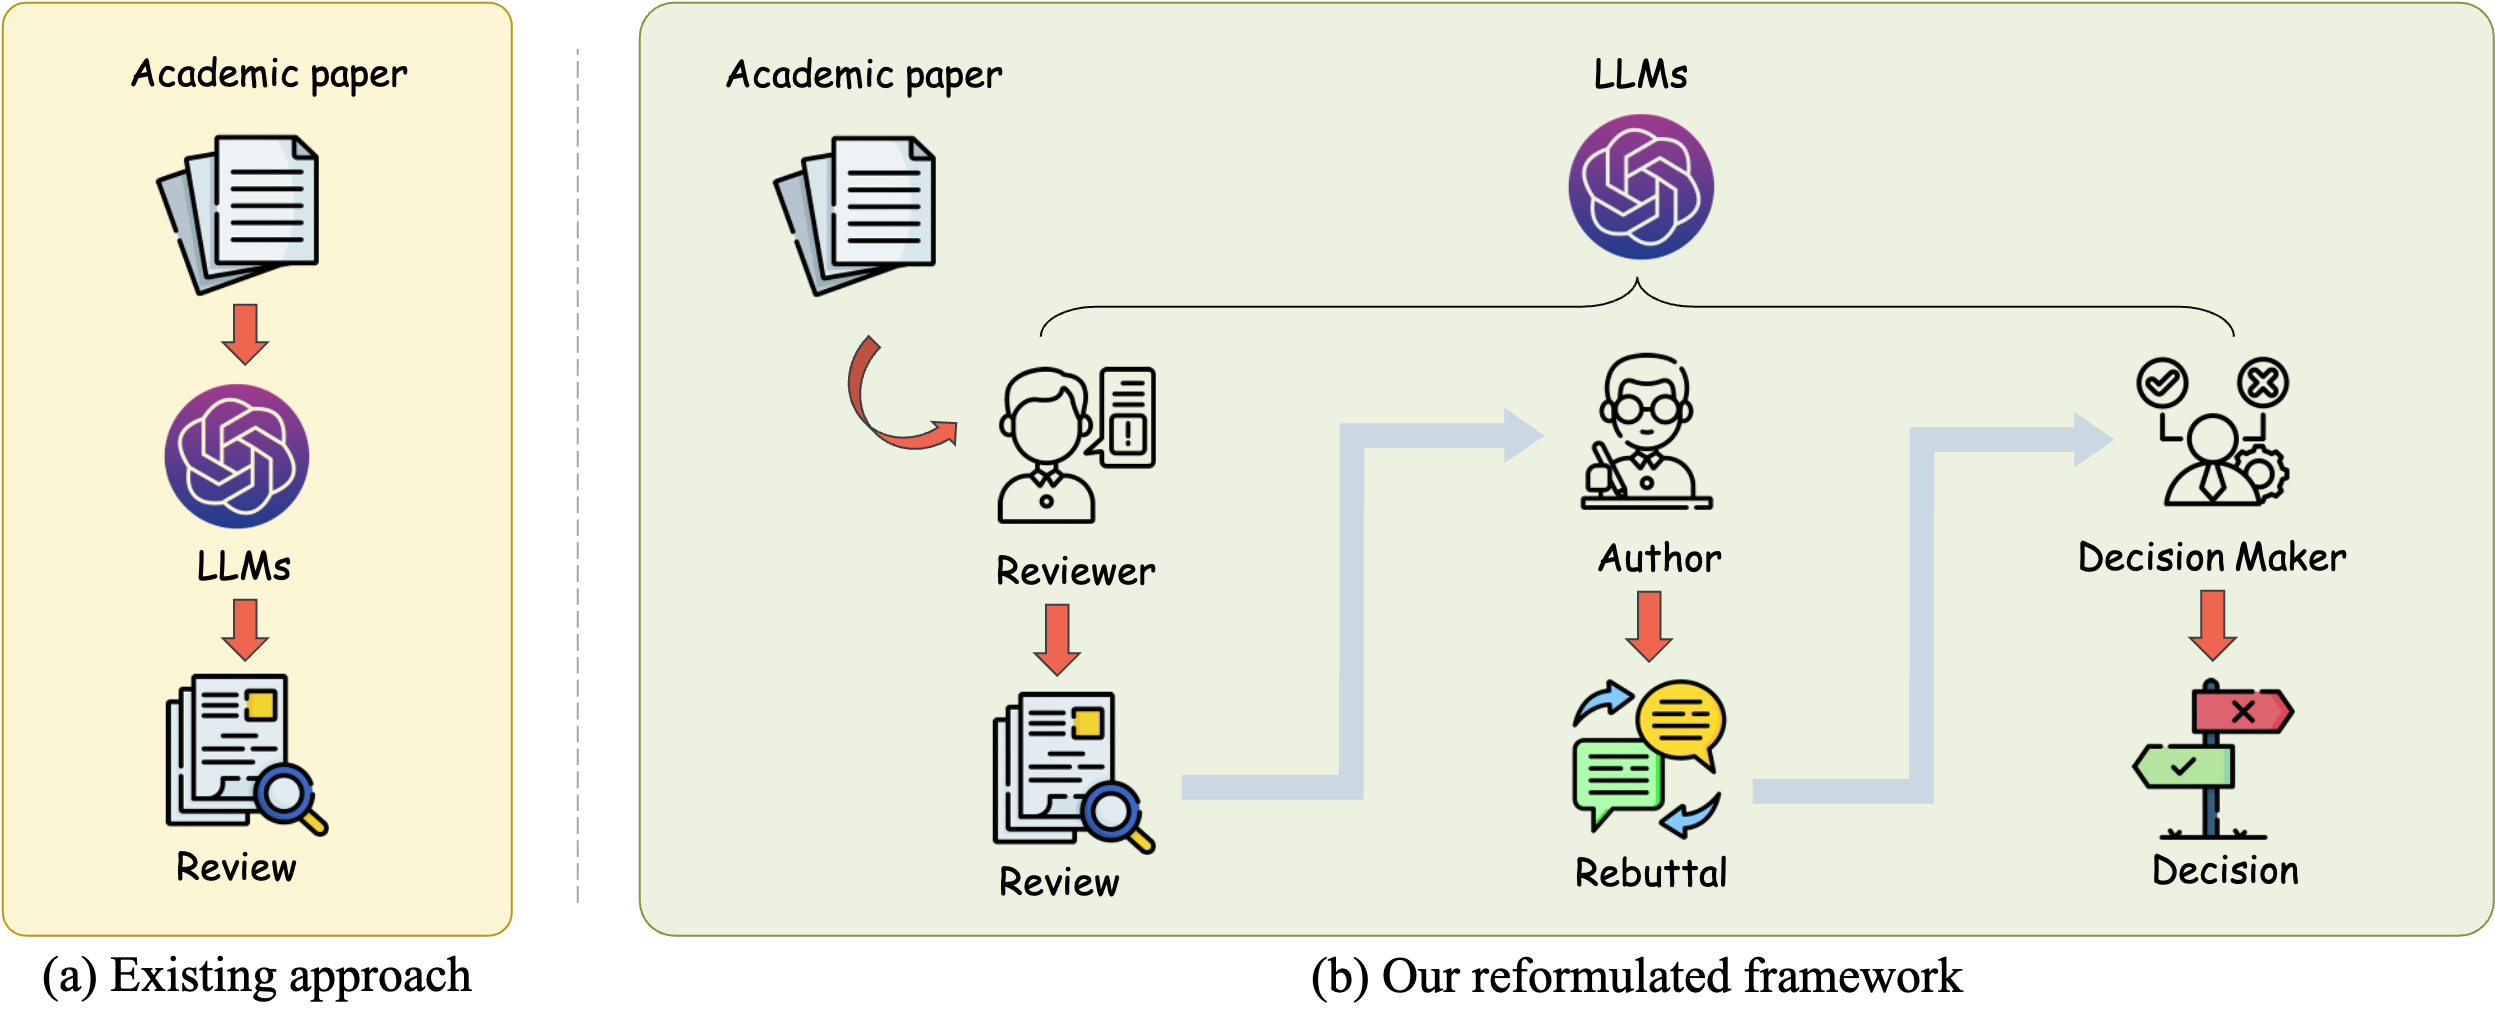 Academic paper
LLMs
Review
(a) Existing approach
Academic paper
LLMs
Reviewer
Author
Decision Maker
Review
Rebuttal
Decision
(b) Our reformulated framework